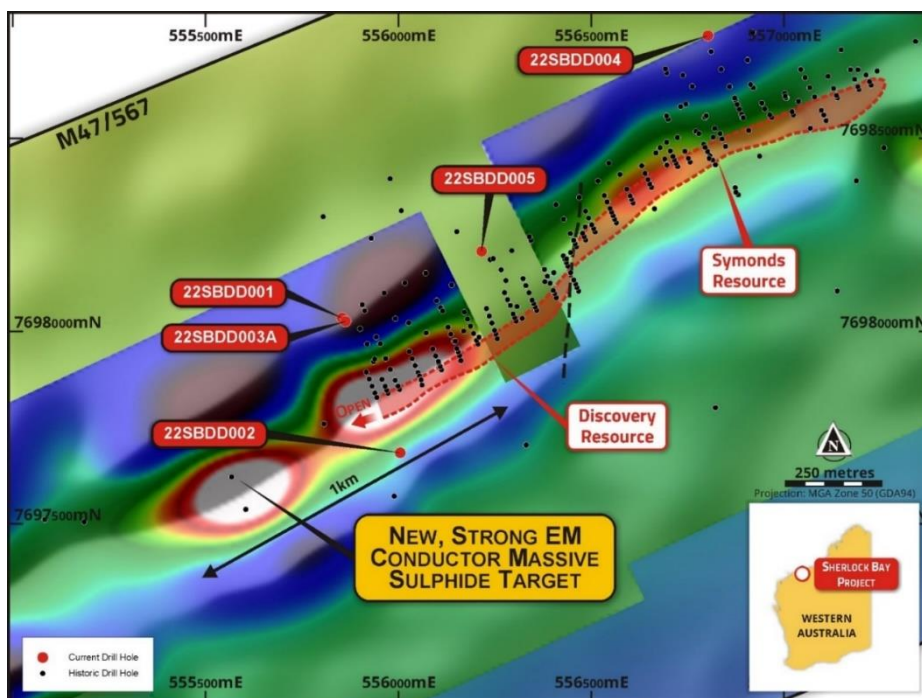 555500mE
556000mE
556500mE
557000mE
22SBDD004
M47/567
7698500mN
22SBDD005
Symonds
Resource
22SBDD001
22SBDD003A
7698000mN
7698000mN
OPEN
Discovery
Resource
22SBDD002
1km
N
250 metres
Projection: MGA Zone 50 (GDA94)
7697500mN
New, Strong EM
Conductor Massive
Sulphide Target
Sherlock Bay
Project
WESTERN
AUSTRALIA
Current Drill Hole
Historic Drill Hole
555500mE
556000mE
556500mE